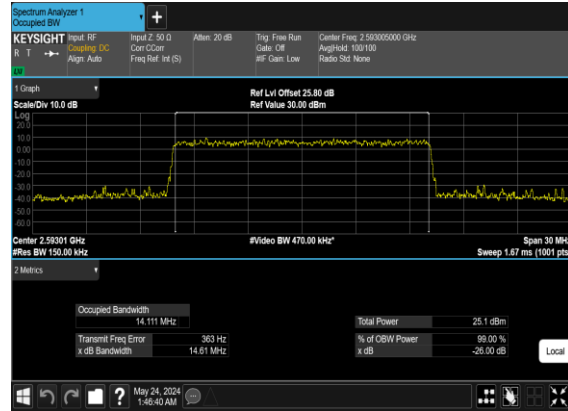 Spectrum Analyzer 1
Occupied BW
+
KEYSIGHT Input: RF Input Z: 50 Ω Atten: 20 dB Trig: Free Run Center Freq: 2.593005000 GHz
R T Coupling: DC Corr CCorr Gate: Off Avg|Hold: 100/100
Align: Auto Freq Ref: Int (S) #IF Gain: Low Radio Std: None
LM
1 Graph Ref Lvl Offset 25.80 dB
Scale/Div 10.0 dB Ref Value 30.00 dBm
Log
20.0
10.0
0.00
-10.0
-20.0
-30.0
-40.0
-50.0
-60.0
Center 2.59301 GHz #Video BW 470.00 kHz* Span 30 MHz
#Res BW 150.00 kHz Sweep 1.67 ms (1001 pts)
2 Metrics
Occupied Bandwidth
14.111 MHz Total Power 25.1 dBm
Transmit Freq Error 363 Hz % of OBW Power 99.00 %
x dB Bandwidth 14.61 MHz x dB -26.00 dB
Local
? May 24, 2024
1:46:40 AM